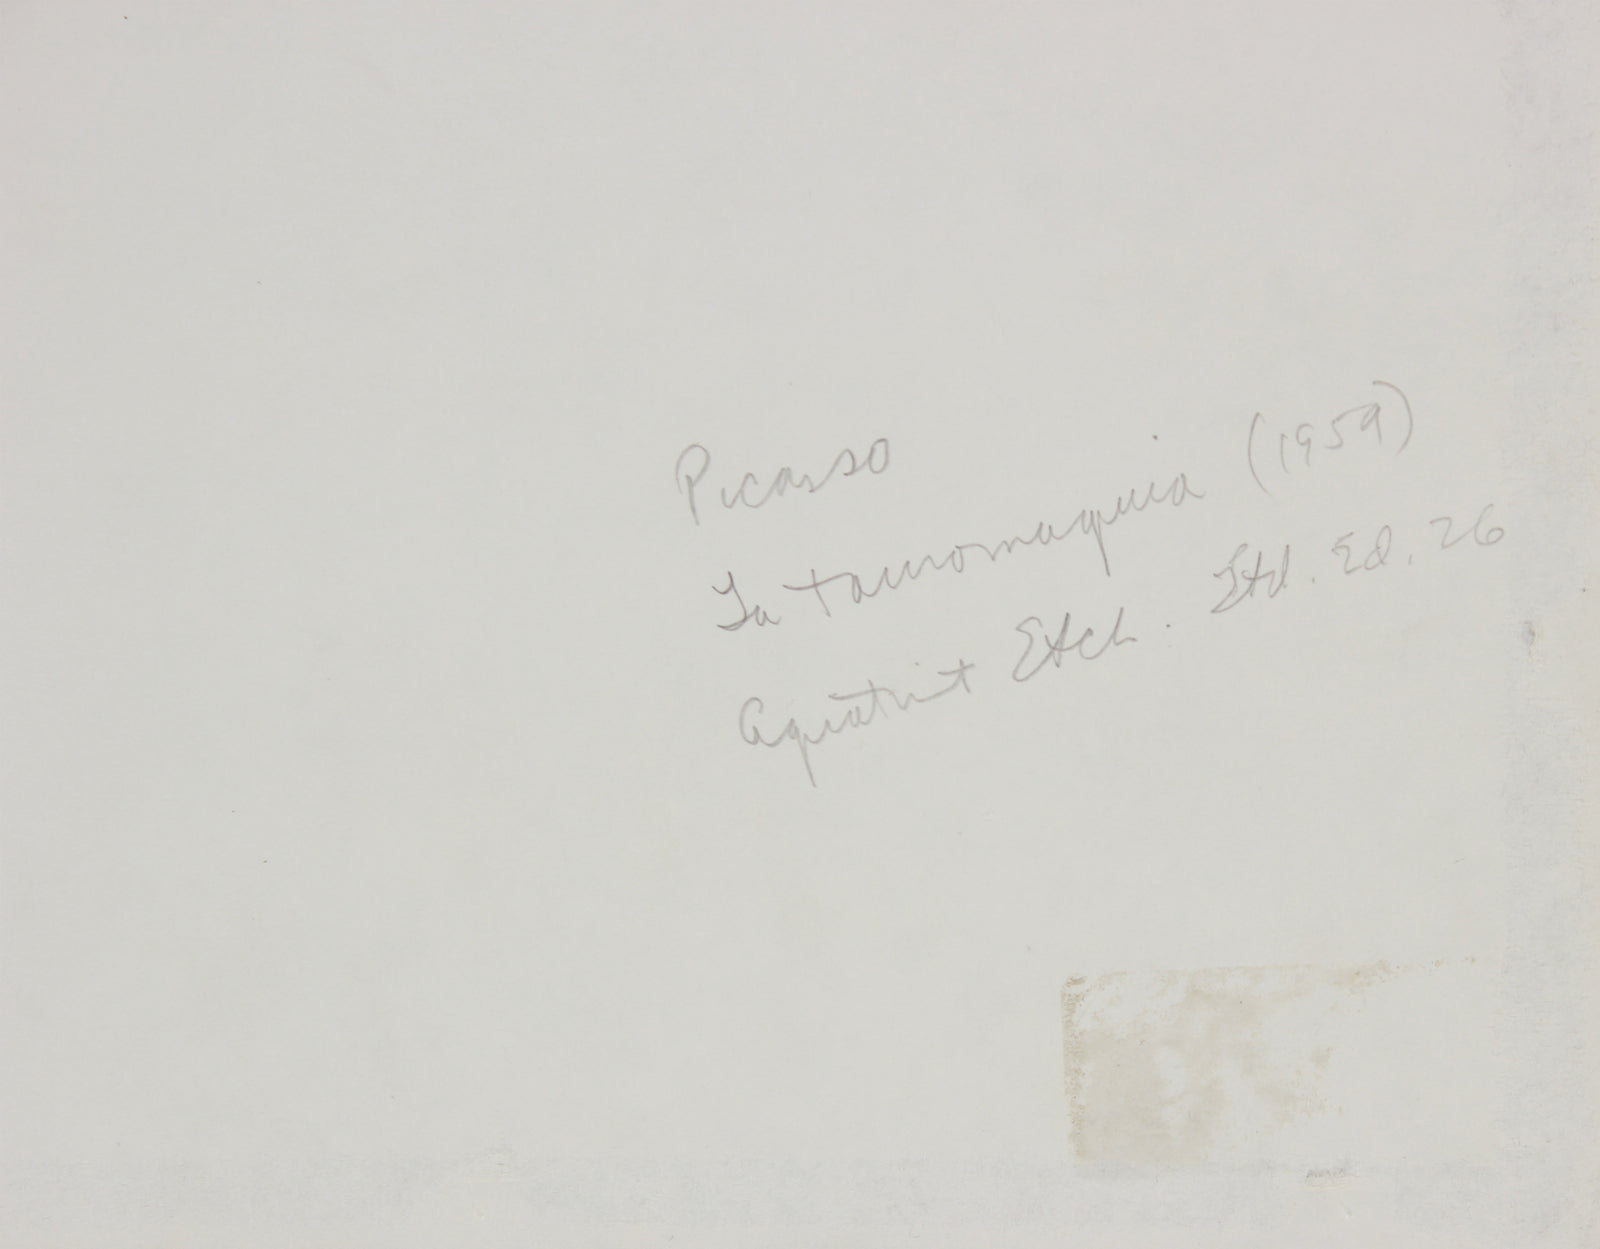 Picasso
La tauromaquia (1959)
Aquatint Etch. Ltd. Ed. 26